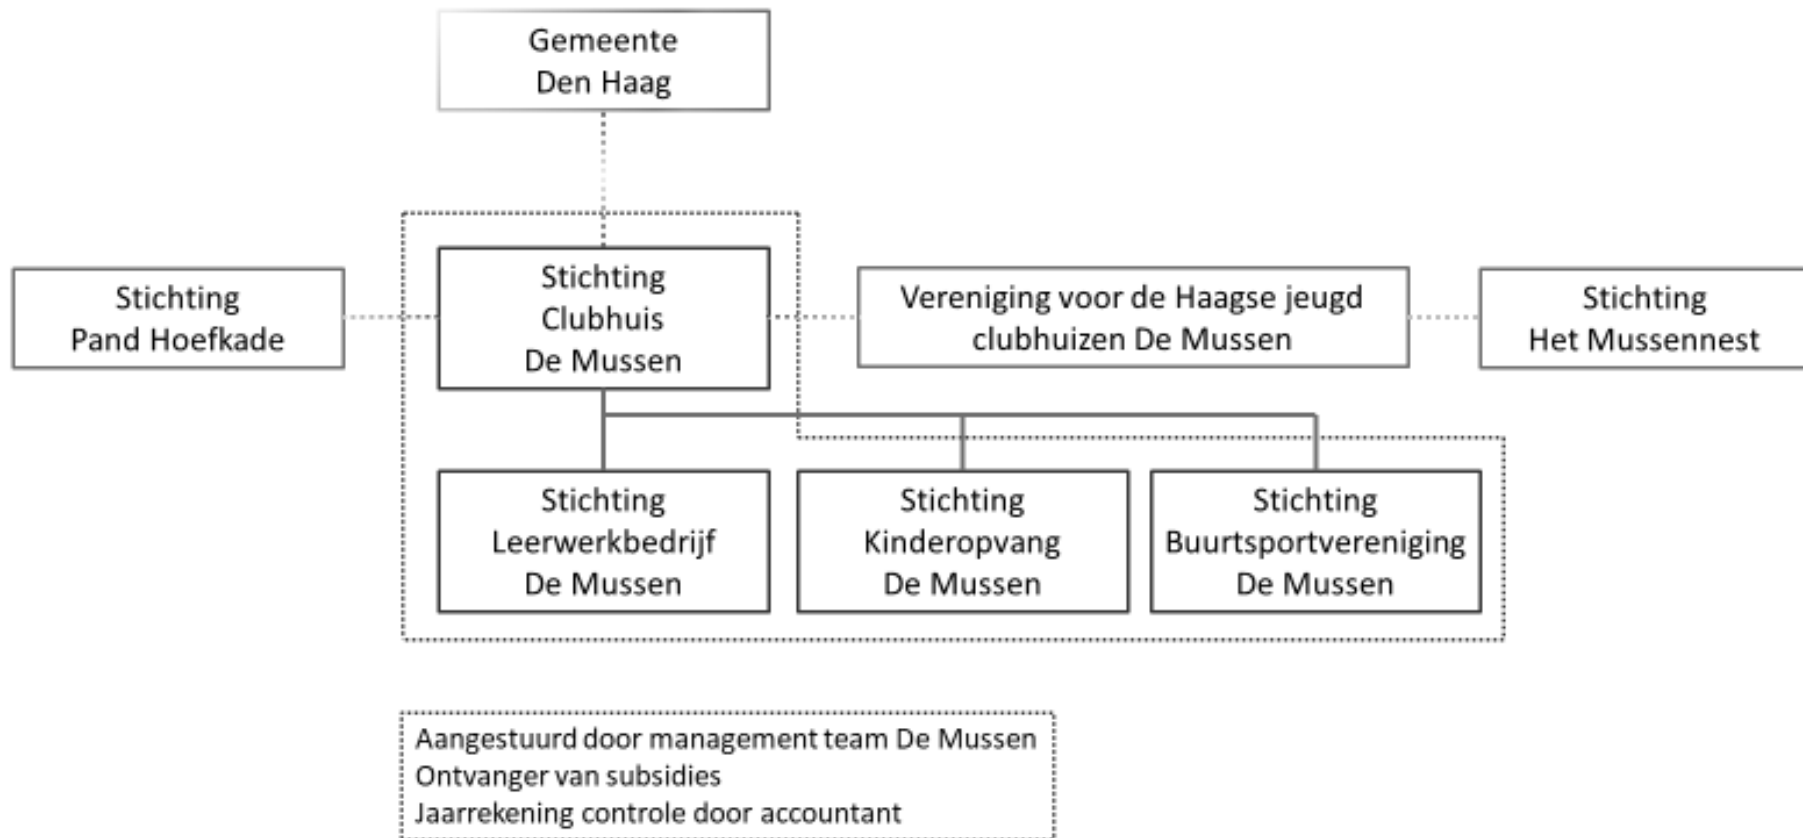 Gemeente
Den Haag
Stichting
Pand Hoefkade
Stichting
Clubhuis
De Mussen
Vereniging voor de Haagse jeugd
clubhuizen De Mussen
Stichting
Het Mussennest
Stichting
Leerwerkbedrijf
De Mussen
Stichting
Kinderopvang
De Mussen
Stichting
Buurtsportvereniging
De Mussen
Aangestuurd door management team De Mussen
Ontvanger van subsidies
Jaarrekening controle door accountant